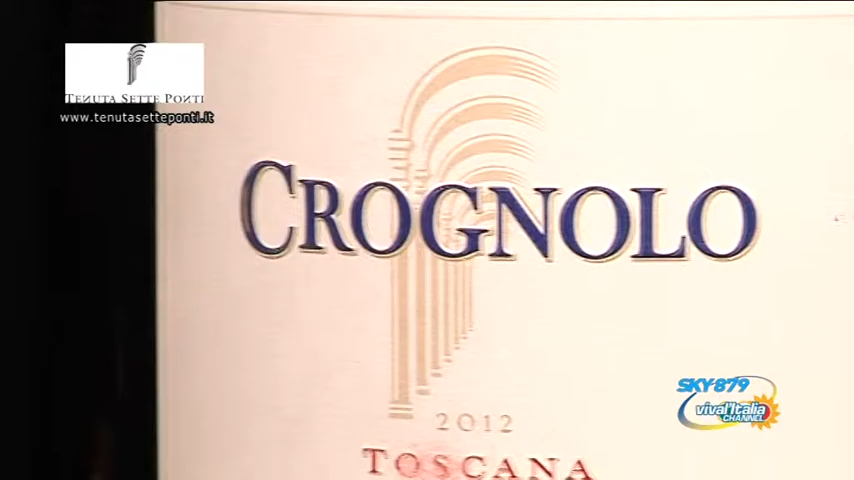 TENUTA SETTE PONTI
www.tenutasetteponti.it
CROGNOLO
2012
TOSCANA
SKY 879
viva l'Italia
CHANNEL